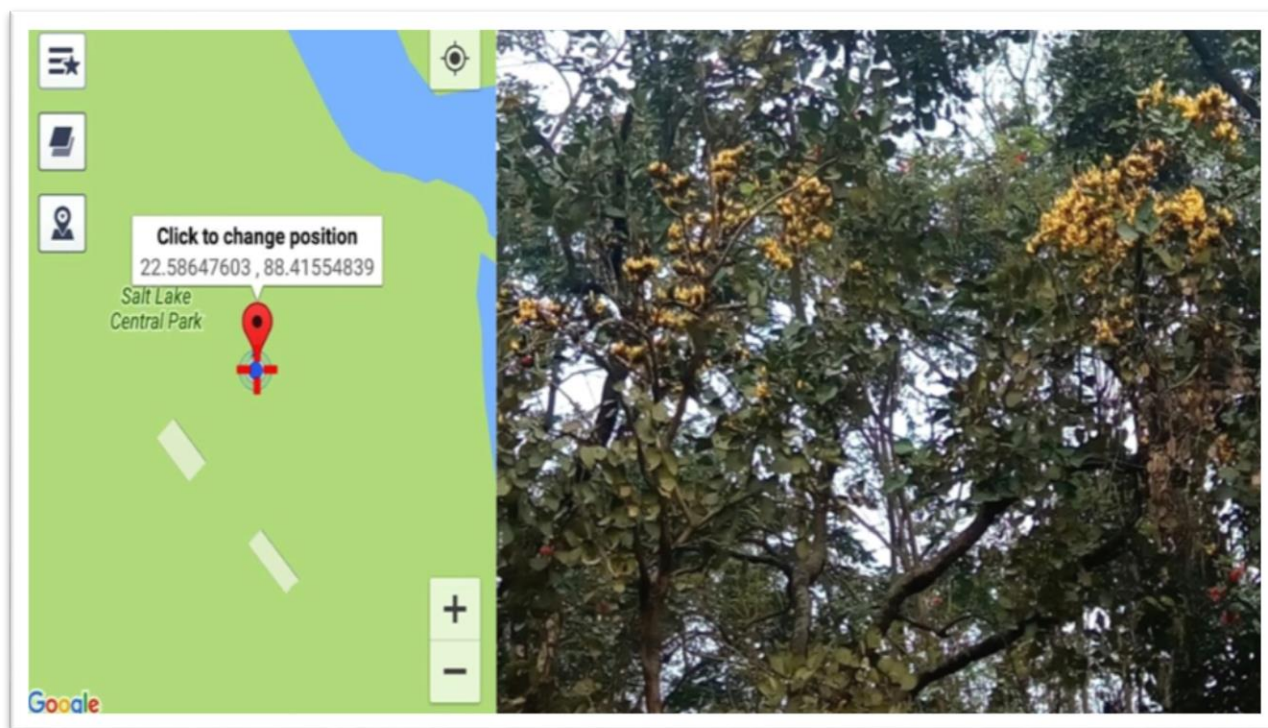 Click to change position
22.58647603 , 88.41554839
Salt Lake
Central Park
Google